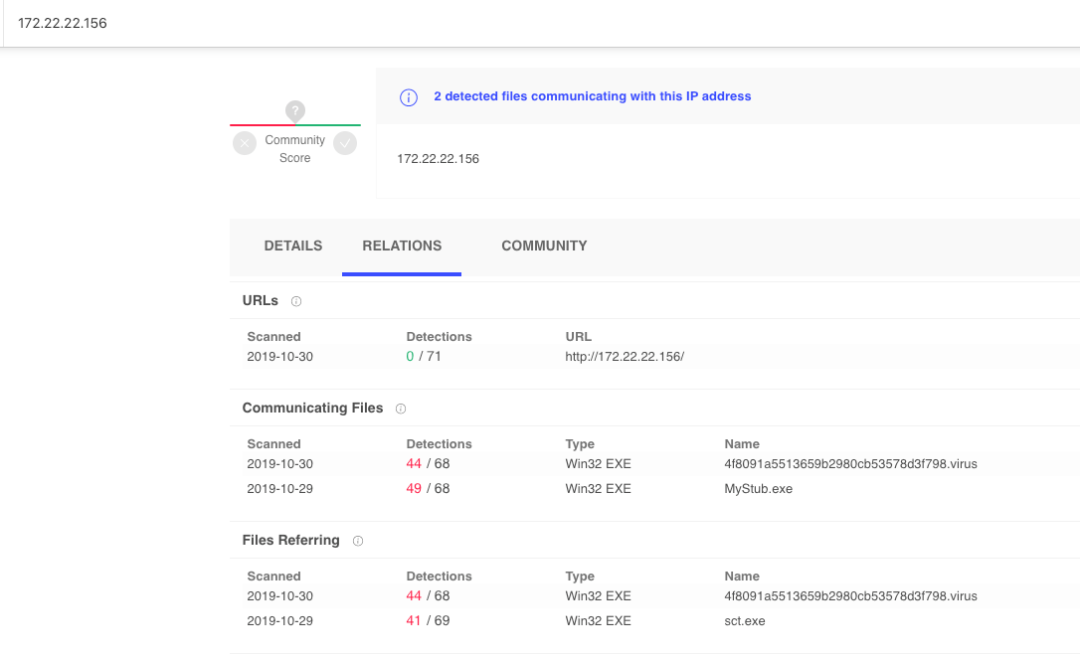 172.22.22.156
2 detected files communicating with this IP address
?
Community
Score
172.22.22.156
DETAILS RELATIONS COMMUNITY
URLs
Scanned Detections URL
2019-10-30 0 / 71 http://172.22.22.156/
Communicating Files
Scanned Detections Type Name
2019-10-30 44 / 68 Win32 EXE 4f8091a5513659b2980cb53578d3f798.virus
2019-10-29 49 / 68 Win32 EXE MyStub.exe
Files Referring
Scanned Detections Type Name
2019-10-30 44 / 68 Win32 EXE 4f8091a5513659b2980cb53578d3f798.virus
2019-10-29 41 / 69 Win32 EXE sct.exe